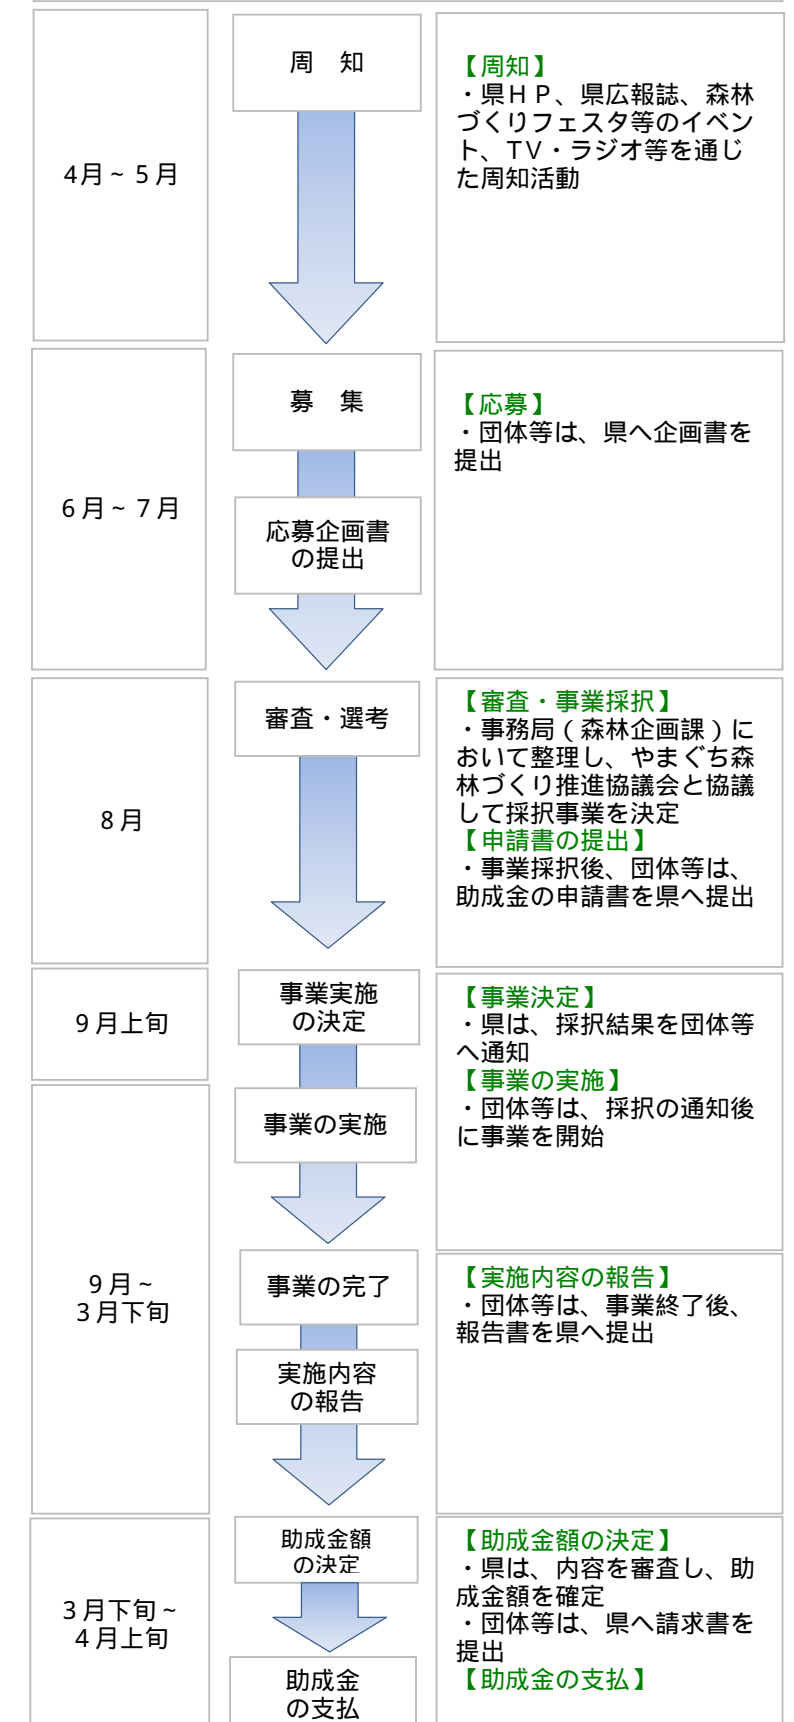 4月~ 5月
周　知
【周知】
・県ＨＰ、県広報誌、森林
づくりフェスタ等のイベン
ト、TV・ラジオ等を通じ
た周知活動
6月~ 7月
募　集
応募企画書
の提出
【応募】
・団体等は、県へ企画書を
提出
8月
審査・選考
【審査・事業採択】
・事務局（森林企画課）に
おいて整理し、やまぐち森
林づくり推進協議会と協議
して採択事業を決定
【申請書の提出】
・事業採択後、団体等は、
助成金の申請書を県へ提出
9月上旬
事業実施
の決定
事業の実施
【事業決定】
・県は、採択結果を団体等
へ通知
【事業の実施】
・団体等は、採択の通知後
に事業を開始
9月~
3月下旬
事業の完了
実施内容
の報告
【実施内容の報告】
・団体等は、事業終了後、
報告書を県へ提出
3月下旬~
4月上旬
助成金額
の決定
助成金
の支払
【助成金額の決定】
・県は、内容を審査し、助
成金額を確定
・団体等は、県へ請求書を
提出
【助成金の支払】